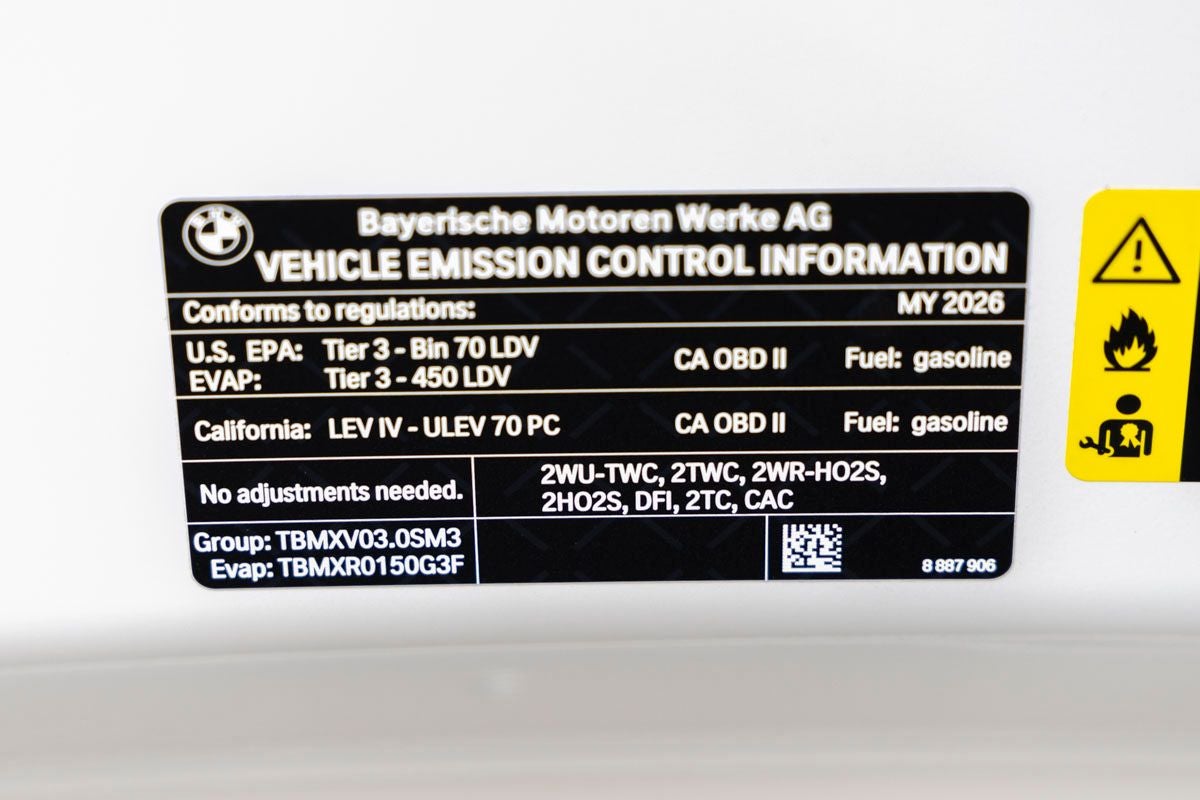 BMW
Bayerische Motoren Werke AG
VEHICLE EMISSION CONTROL INFORMATION
Conforms to regulations: MY 2026
U.S. EPA: Tier 3 - Bin 70 LDV CA OBD II Fuel: gasoline
EVAP: Tier 3 - 450 LDV
California: LEV IV - ULEV 70 PC CA OBD II Fuel: gasoline
No adjustments needed.
2WU-TWC, 2TWC, 2WR-HO2S,
2HO2S, DFI, 2TC, CAC
Group: TBMXV03.0SM3
Evap: TBMXR0150G3F
8 887 906